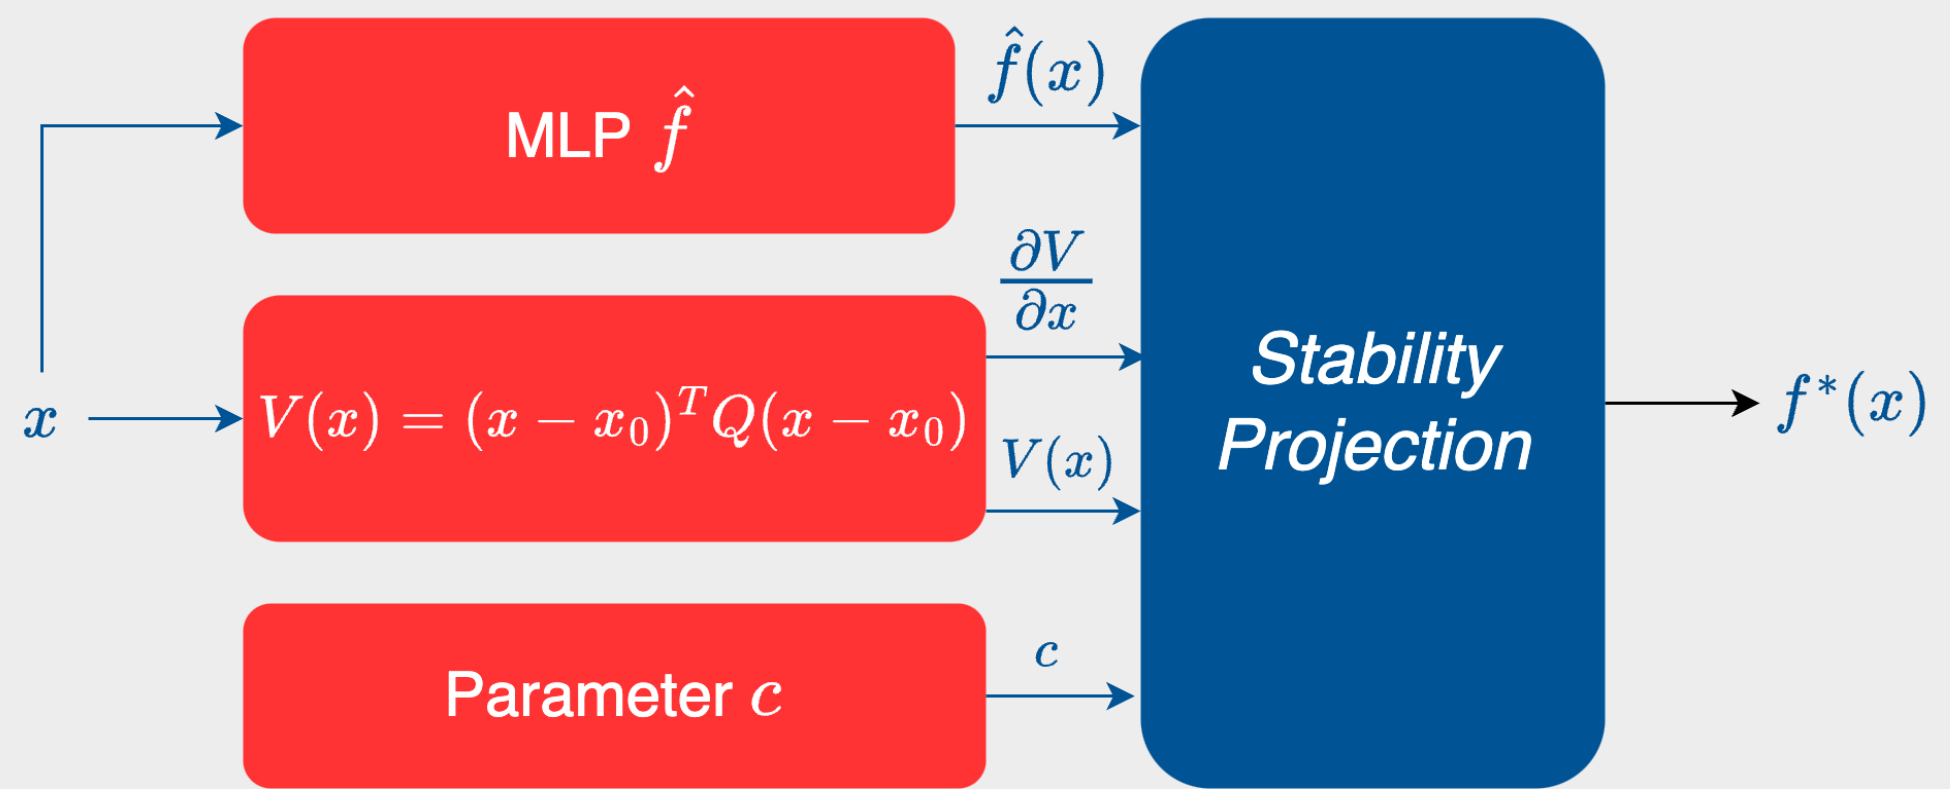 MLP f̂
f̂(x)
∂V
∂x
x
V(x) = (x − x₀)ᵀQ(x − x₀)
V(x)
Parameter c
c
Stability
Projection
f*(x)